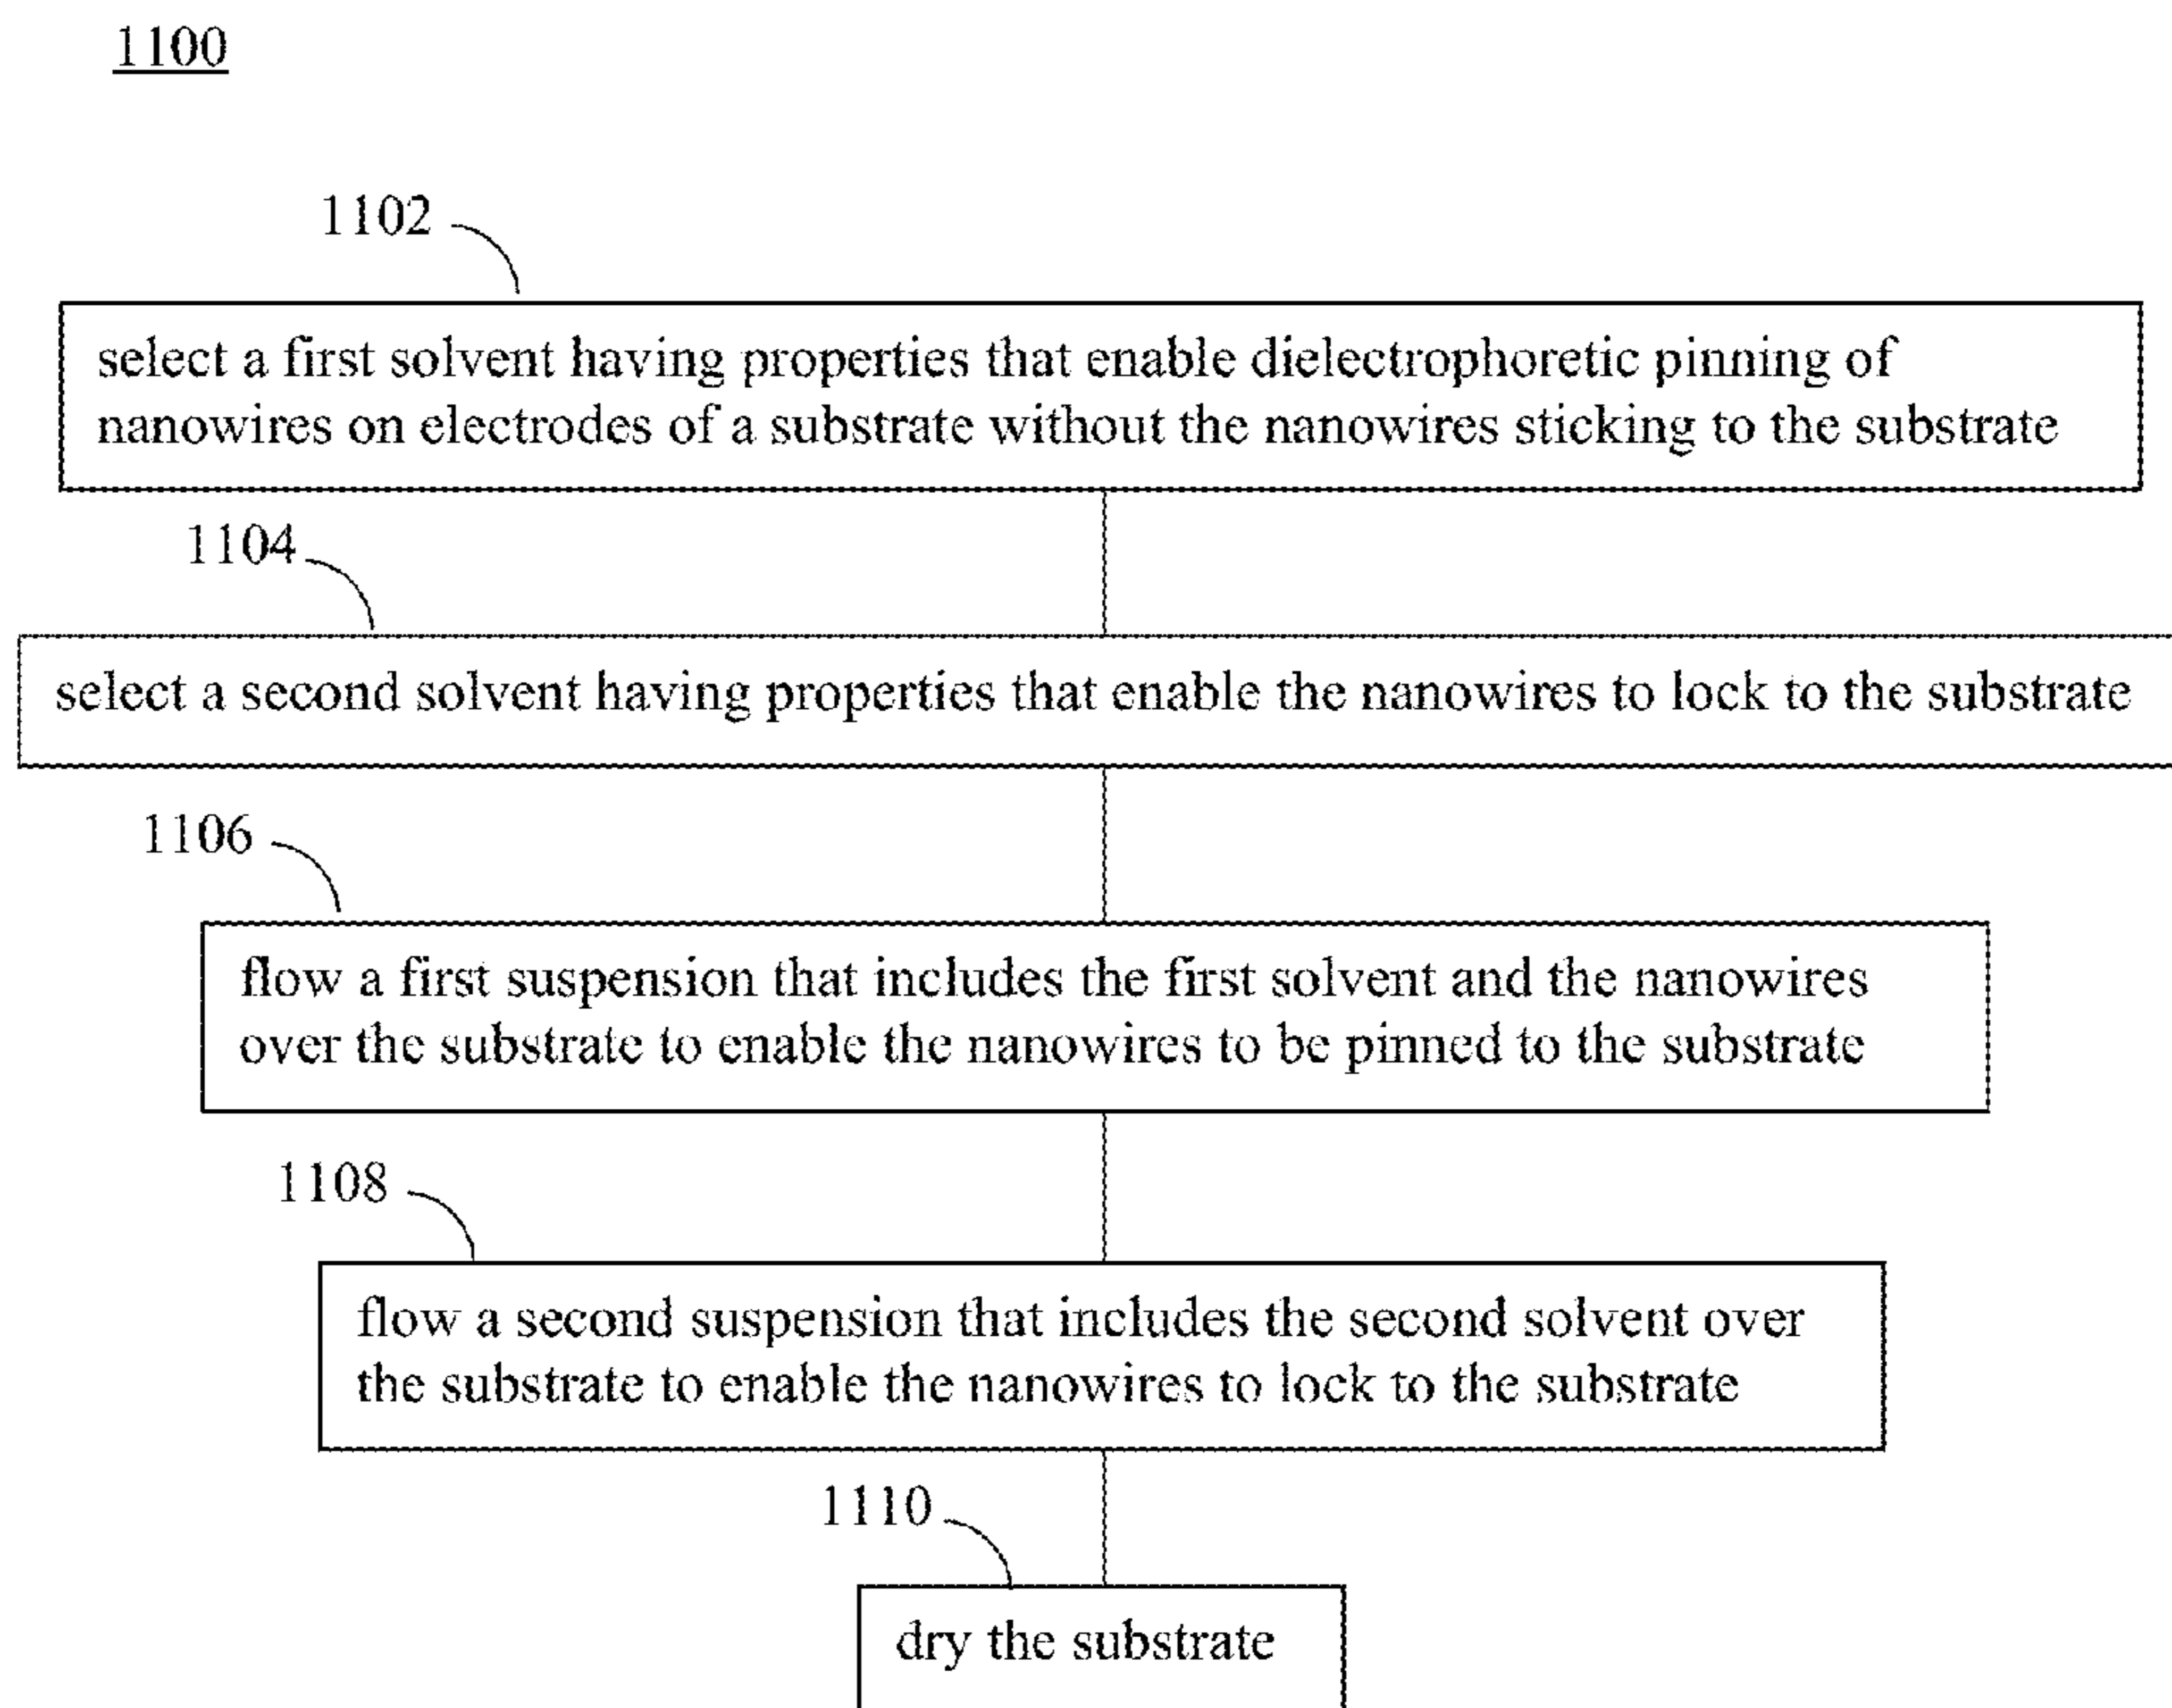 1100
1102
select a first solvent having properties that enable dielectrophoretic pinning of
nanowires on electrodes of a substrate without the nanowires sticking to the substrate
1104
select a second solvent having properties that enable the nanowires to lock to the substrate
1106
flow a first suspension that includes the first solvent and the nanowires
over the substrate to enable the nanowires to be pinned to the substrate
1108
flow a second suspension that includes the second solvent over
the substrate to enable the nanowires to lock to the substrate
1110
dry the substrate